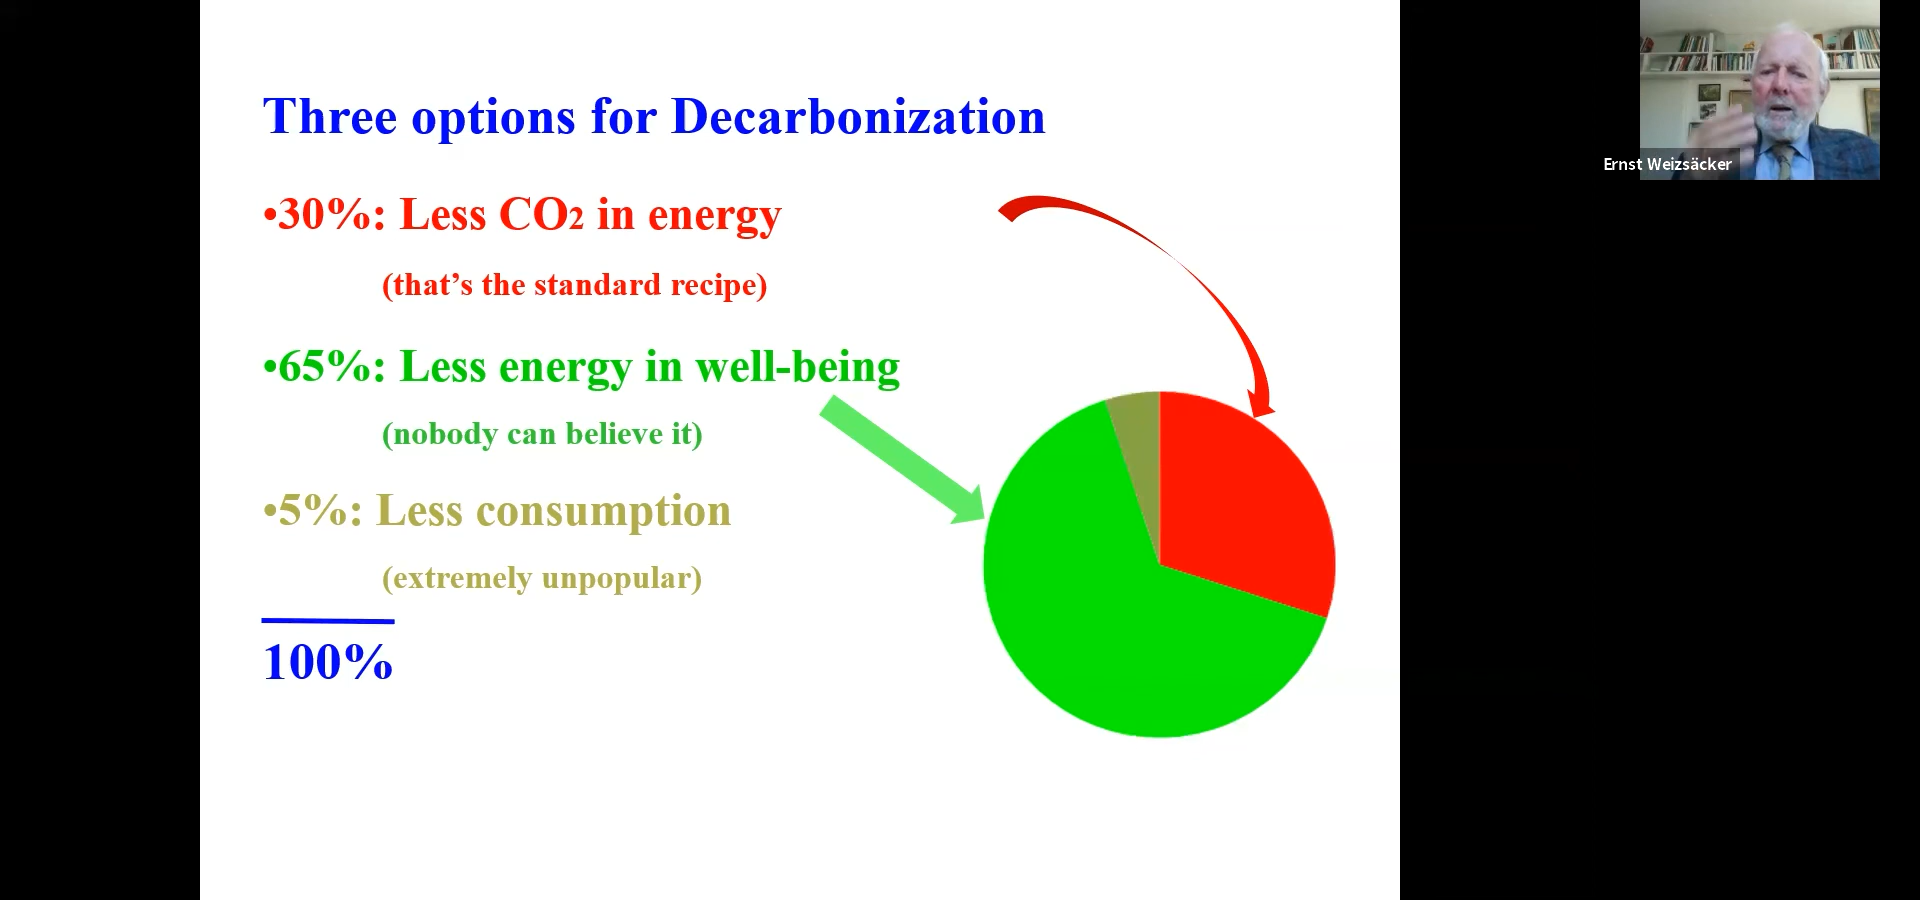 Three options for Decarbonization
•30%: Less CO₂ in energy
(that’s the standard recipe)
•65%: Less energy in well-being
(nobody can believe it)
•5%: Less consumption
(extremely unpopular)
100%
Ernst Weizsäcker